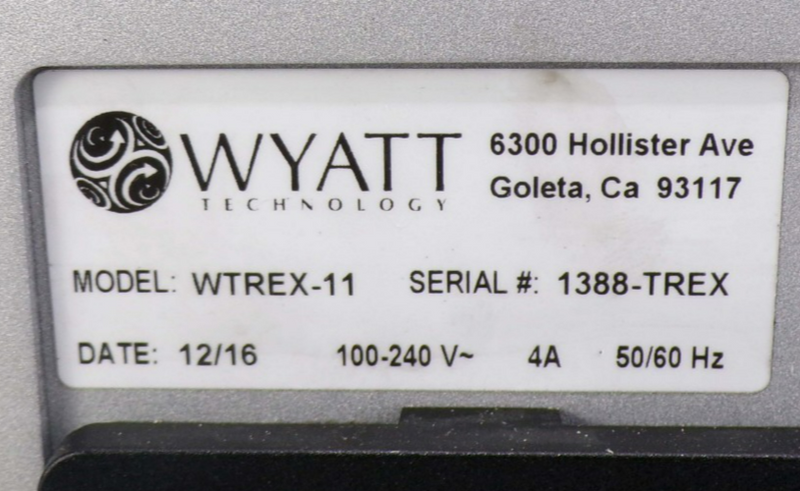 WYATT
TECHNOLOGY
6300 Hollister Ave
Goleta, Ca 93117
MODEL: WTREX-11 SERIAL #: 1388-TREX
DATE: 12/16 100-240 V~ 4A 50/60 Hz